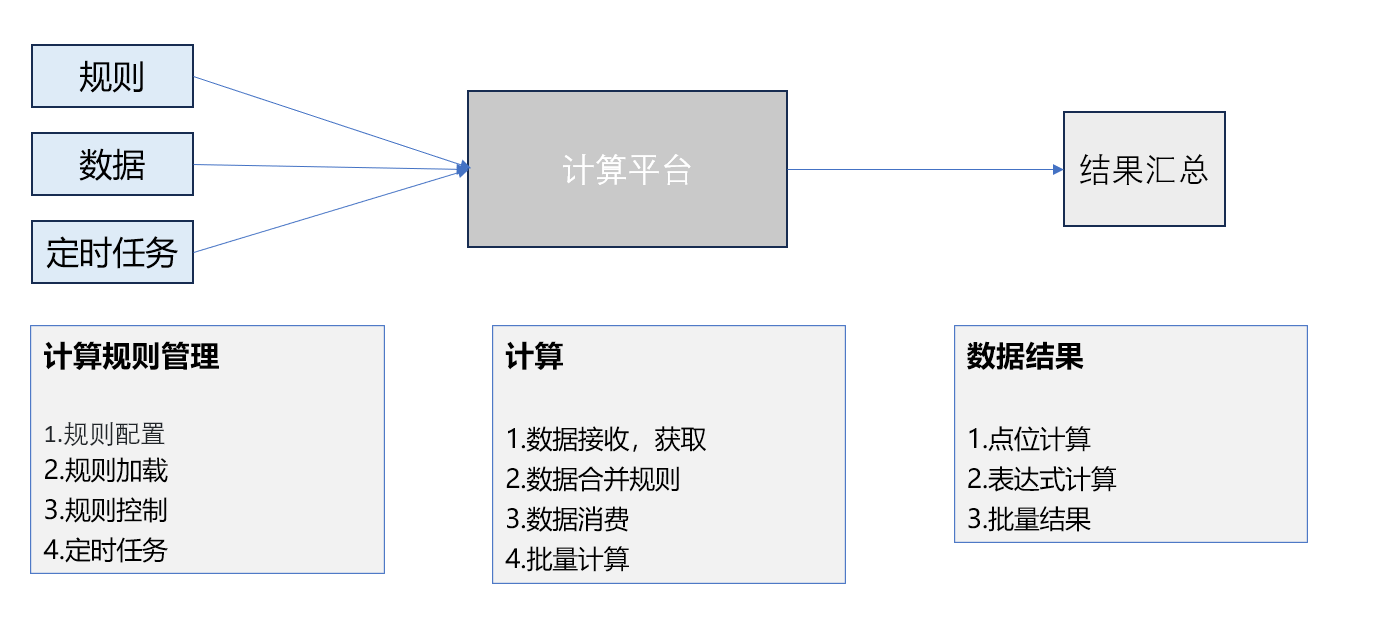 规则
数据
定时任务
计算平台
结果汇总
计算规则管理
1.规则配置
2.规则加载
3.规则控制
4.定时任务
计算
1.数据接收，获取
2.数据合并规则
3.数据消费
4.批量计算
数据结果
1.点位计算
2.表达式计算
3.批量结果